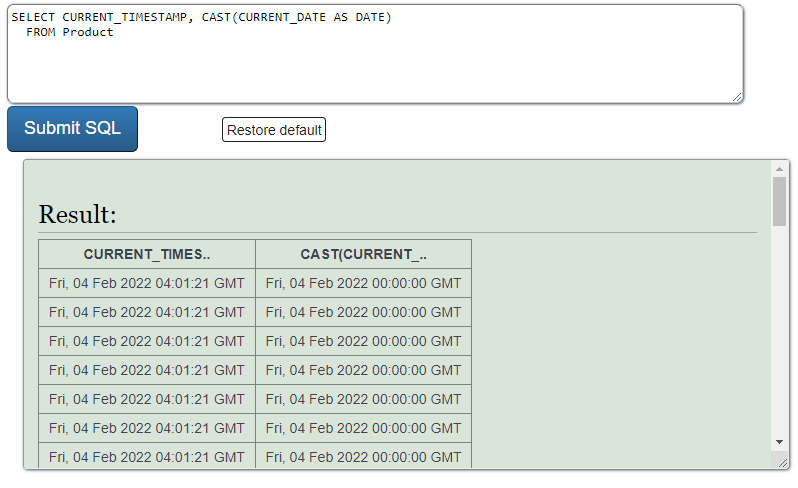 SELECT CURRENT_TIMESTAMP, CAST(CURRENT_DATE AS DATE)
  FROM Product
Submit SQL
Restore default
Result:
CURRENT_TIMES.. CAST(CURRENT_..
Fri, 04 Feb 2022 04:01:21 GMT Fri, 04 Feb 2022 00:00:00 GMT
Fri, 04 Feb 2022 04:01:21 GMT Fri, 04 Feb 2022 00:00:00 GMT
Fri, 04 Feb 2022 04:01:21 GMT Fri, 04 Feb 2022 00:00:00 GMT
Fri, 04 Feb 2022 04:01:21 GMT Fri, 04 Feb 2022 00:00:00 GMT
Fri, 04 Feb 2022 04:01:21 GMT Fri, 04 Feb 2022 00:00:00 GMT
Fri, 04 Feb 2022 04:01:21 GMT Fri, 04 Feb 2022 00:00:00 GMT
Fri, 04 Feb 2022 04:01:21 GMT Fri, 04 Feb 2022 00:00:00 GMT